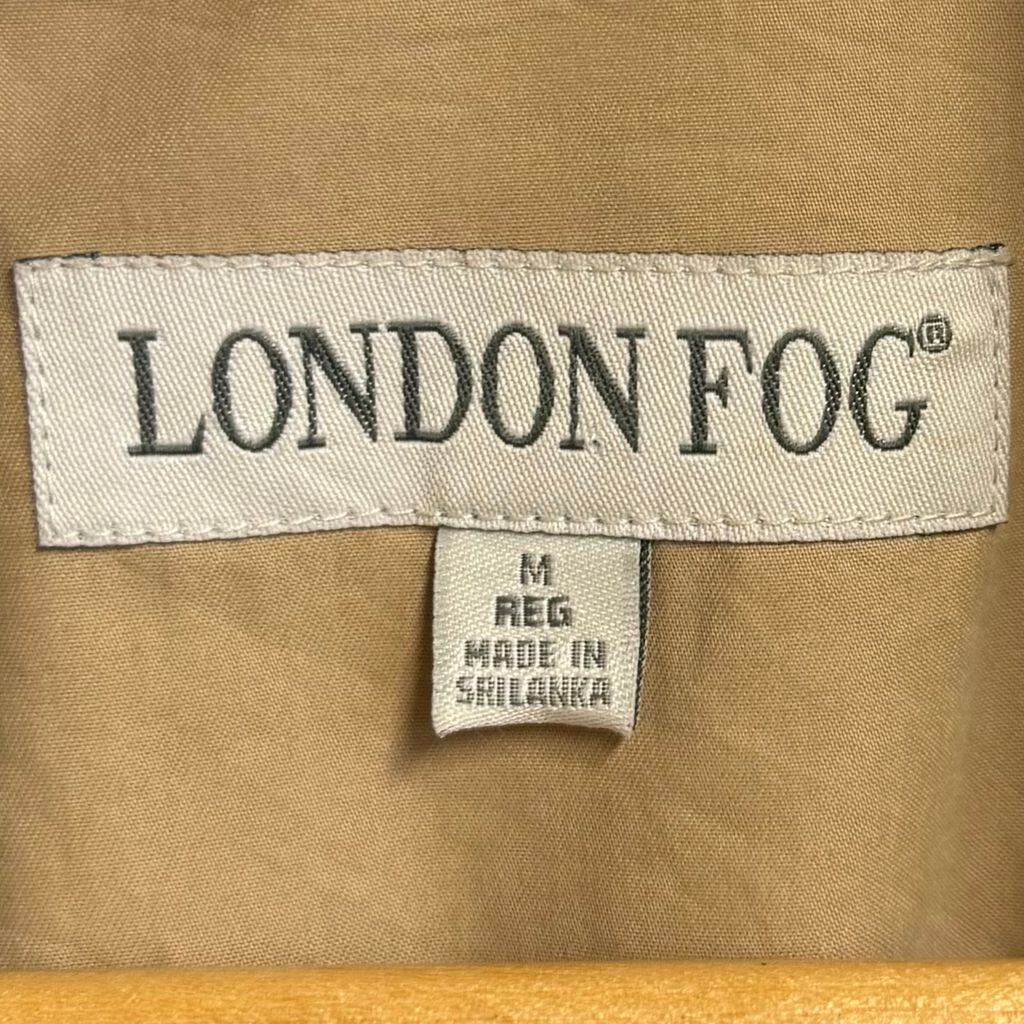 LONDON FOG®
M
REG
MADE IN
SRILANKA